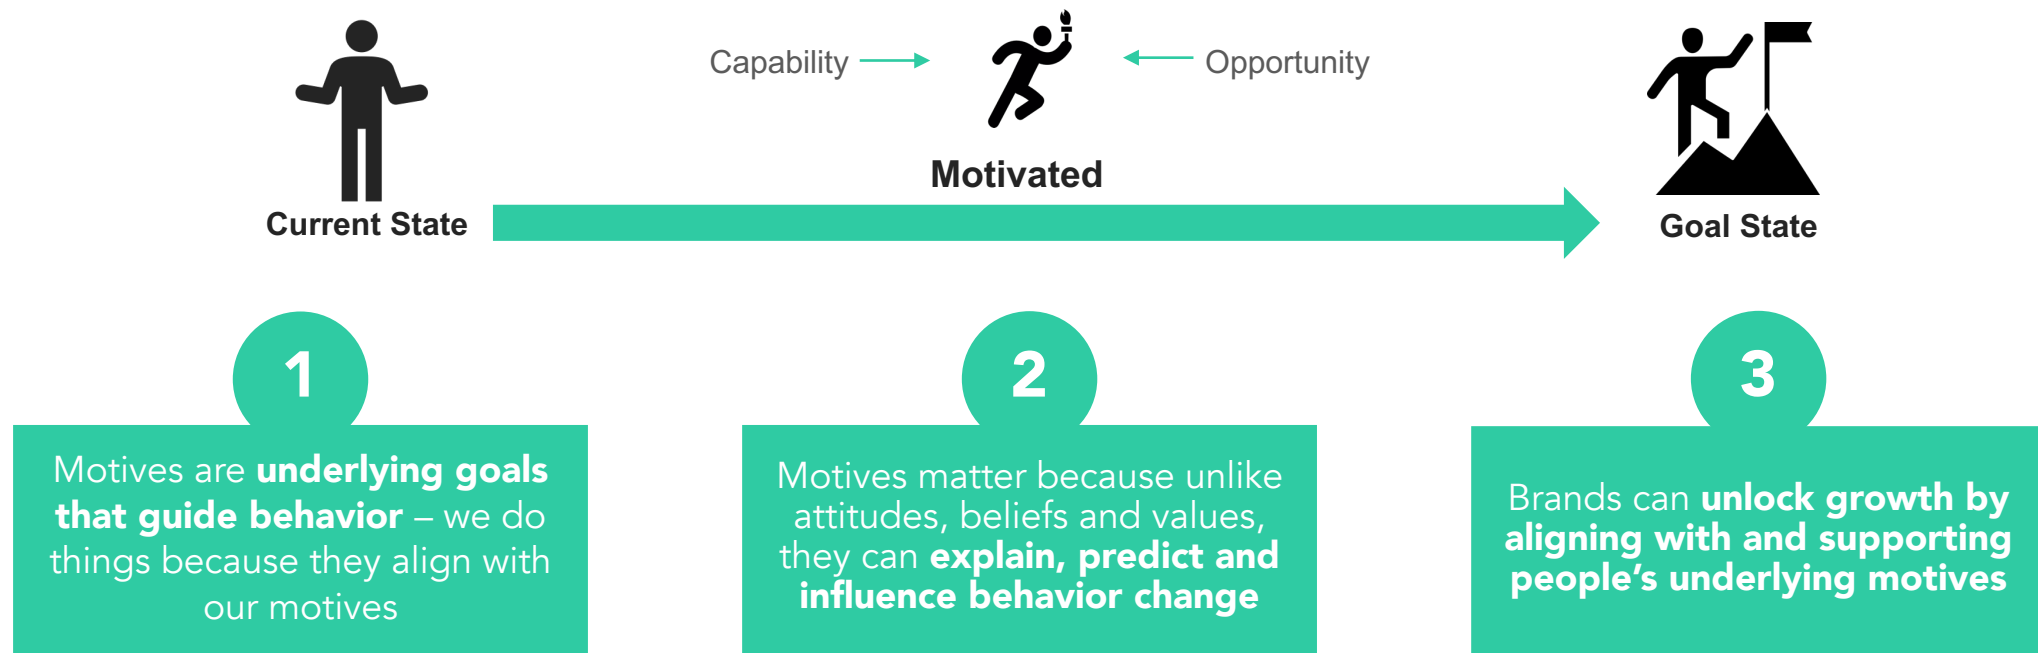 Capability
Opportunity
Motivated
Current State
Goal State
1
Motives are underlying goals
that guide behavior – we do
things because they align with
our motives
2
Motives matter because unlike
attitudes, beliefs and values,
they can explain, predict and
influence behavior change
3
Brands can unlock growth by
aligning with and supporting
people’s underlying motives